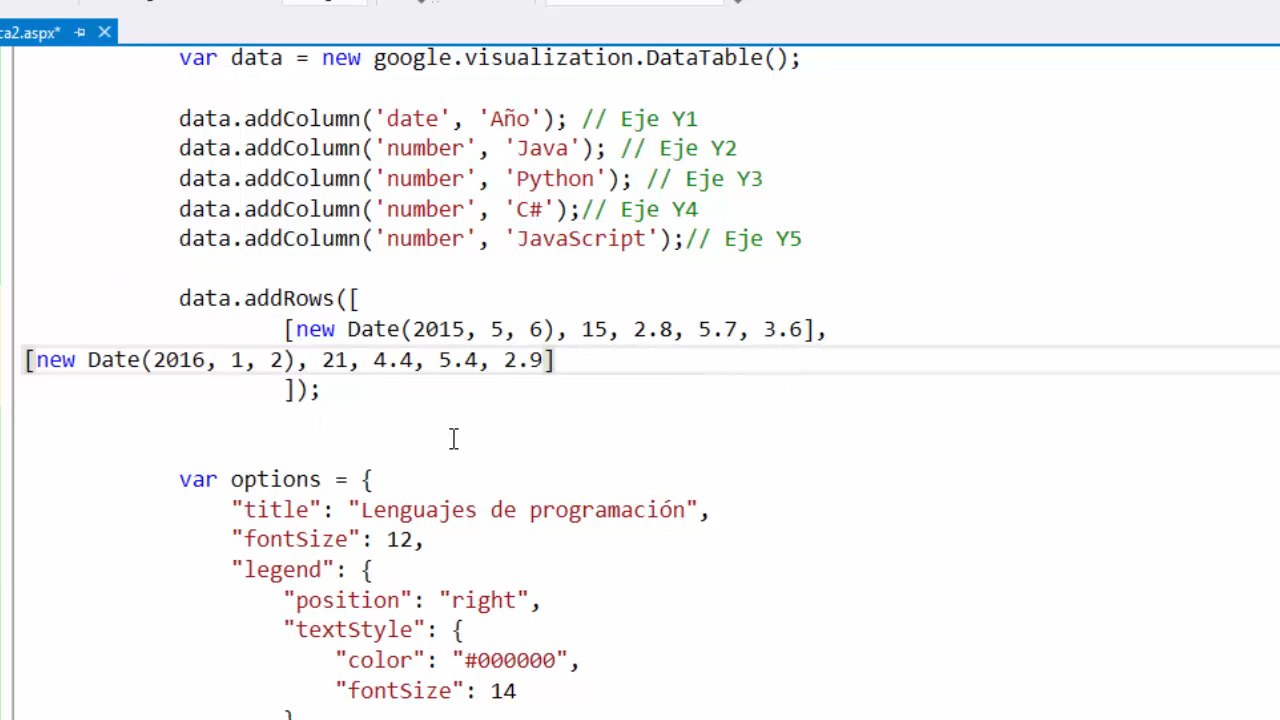 ca2.aspx*
var data = new google.visualization.DataTable();
data.addColumn('date', 'Año'); // Eje Y1
data.addColumn('number', 'Java'); // Eje Y2
data.addColumn('number', 'Python'); // Eje Y3
data.addColumn('number', 'C#');// Eje Y4
data.addColumn('number', 'JavaScript');// Eje Y5
data.addRows([
[new Date(2015, 5, 6), 15, 2.8, 5.7, 3.6],
[new Date(2016, 1, 2), 21, 4.4, 5.4, 2.9]
]);
var options = {
"title": "Lenguajes de programación",
"fontSize": 12,
"legend": {
"position": "right",
"textStyle": {
"color": "#000000",
"fontSize": 14
}